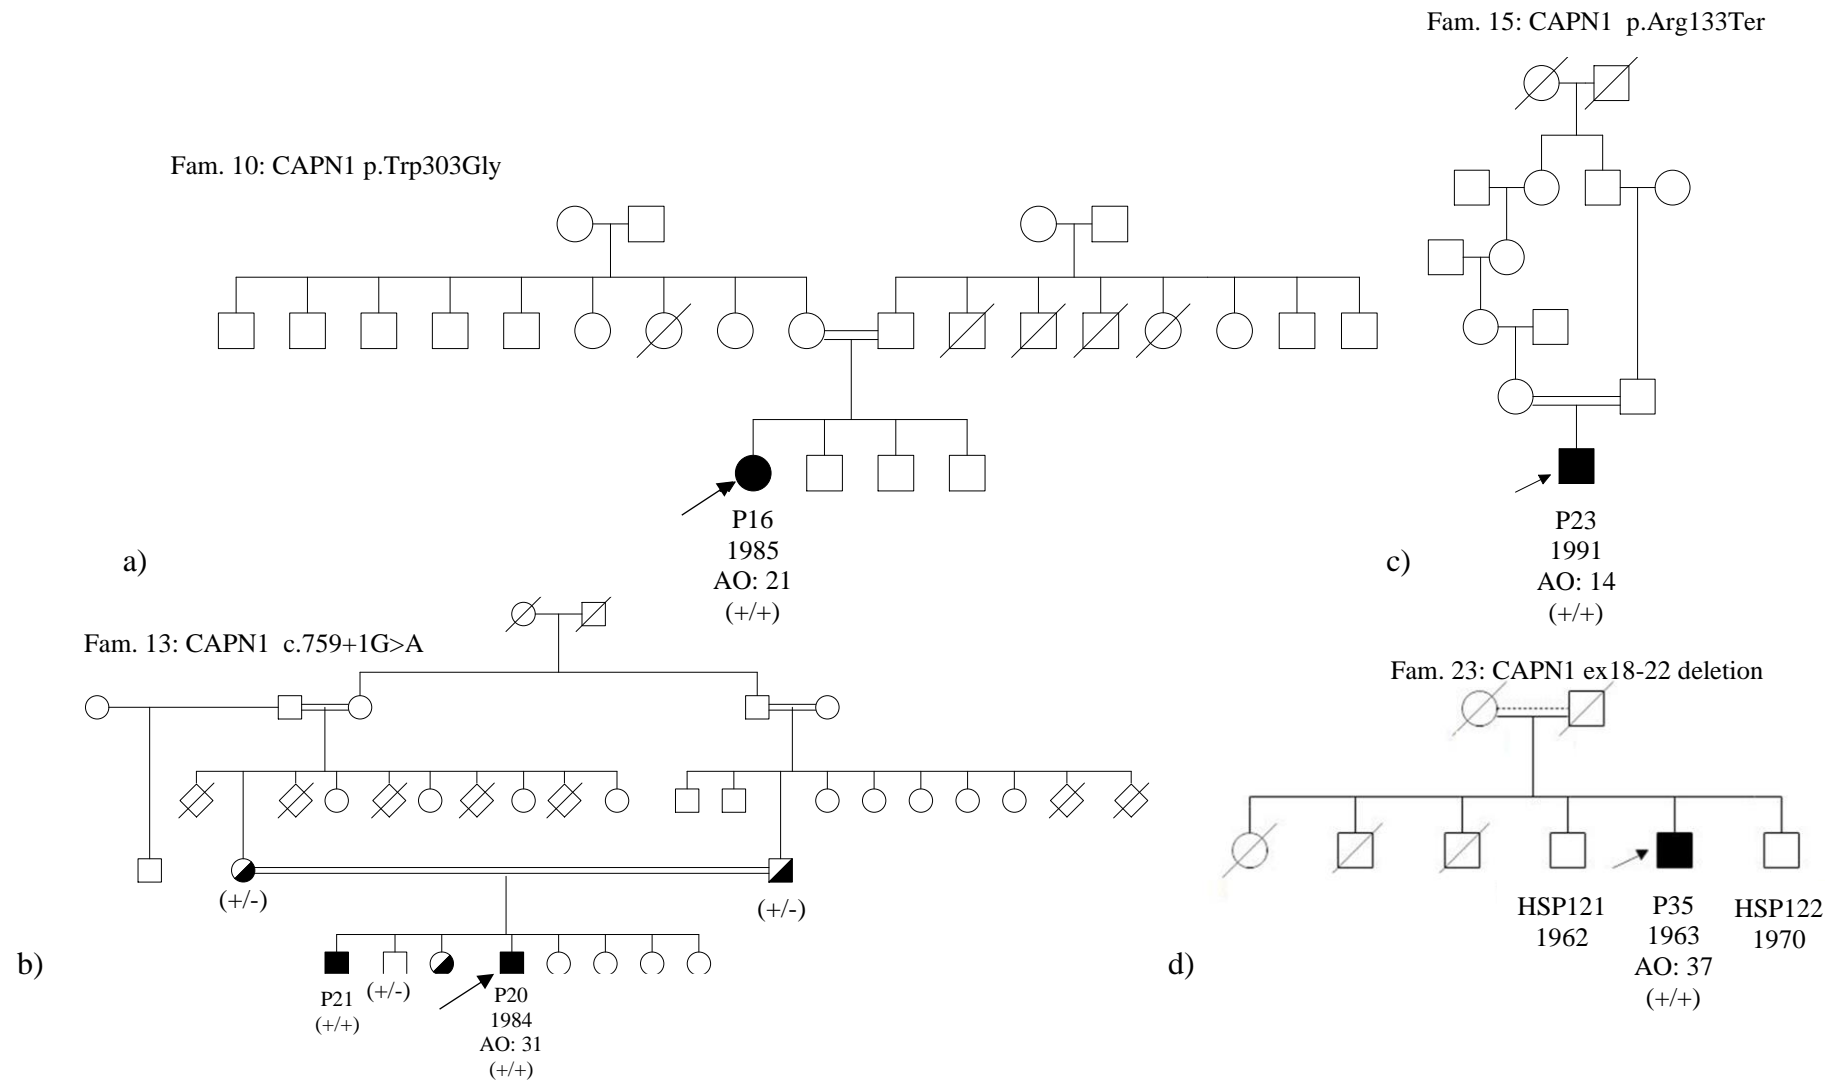 Fam. 10: CAPN1 p.Trp303Gly
P16
1985
AO: 21
(+/+)
a)
Fam. 13: CAPN1 c.759+1G>A
(+/-)
(+/-)
P21
(+/+)
(+/-)
P20
1984
AO: 31
(+/+)
b)
Fam. 15: CAPN1 p.Arg133Ter
P23
1991
AO: 14
(+/+)
c)
Fam. 23: CAPN1 ex18-22 deletion
HSP121
1962
P35
1963
AO: 37
(+/+)
HSP122
1970
d)